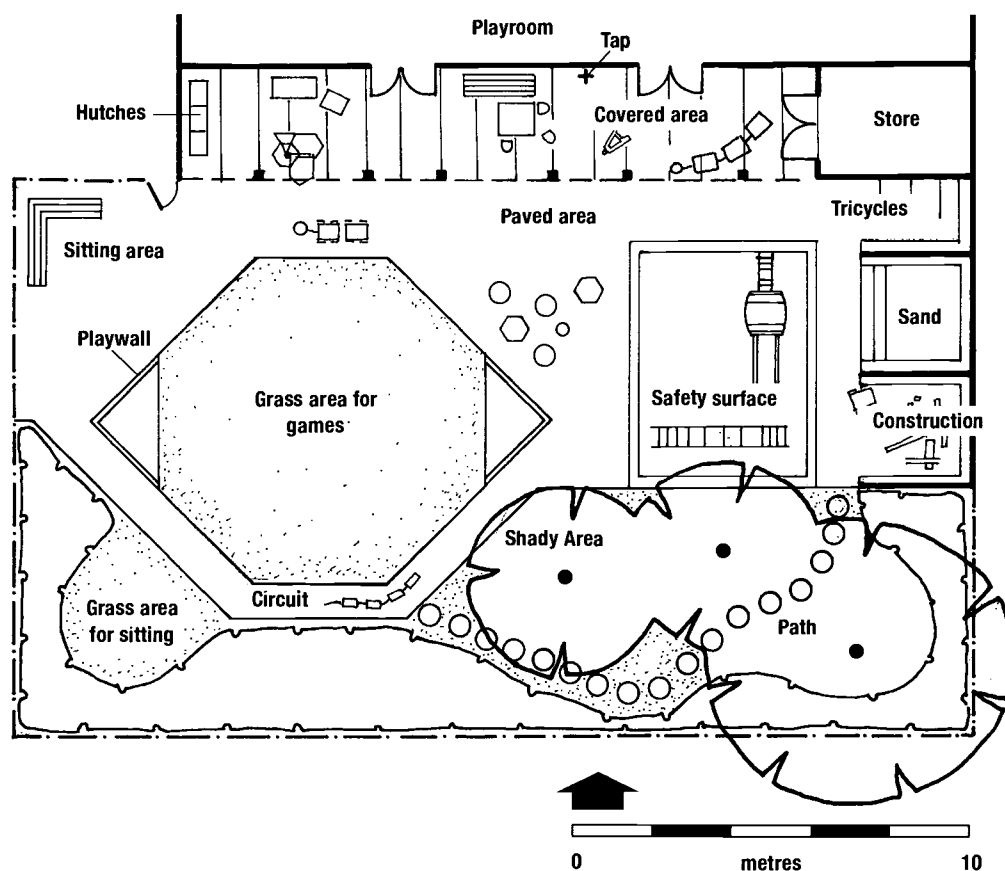 Playroom
Tap
Hutches
Covered area
Store
Tricycles
Paved area
Sitting area
Sand
Playwall
Grass area for
games
Safety surface
Construction
Shady Area
Circuit
Grass area
for sitting
Path
0
metres
10